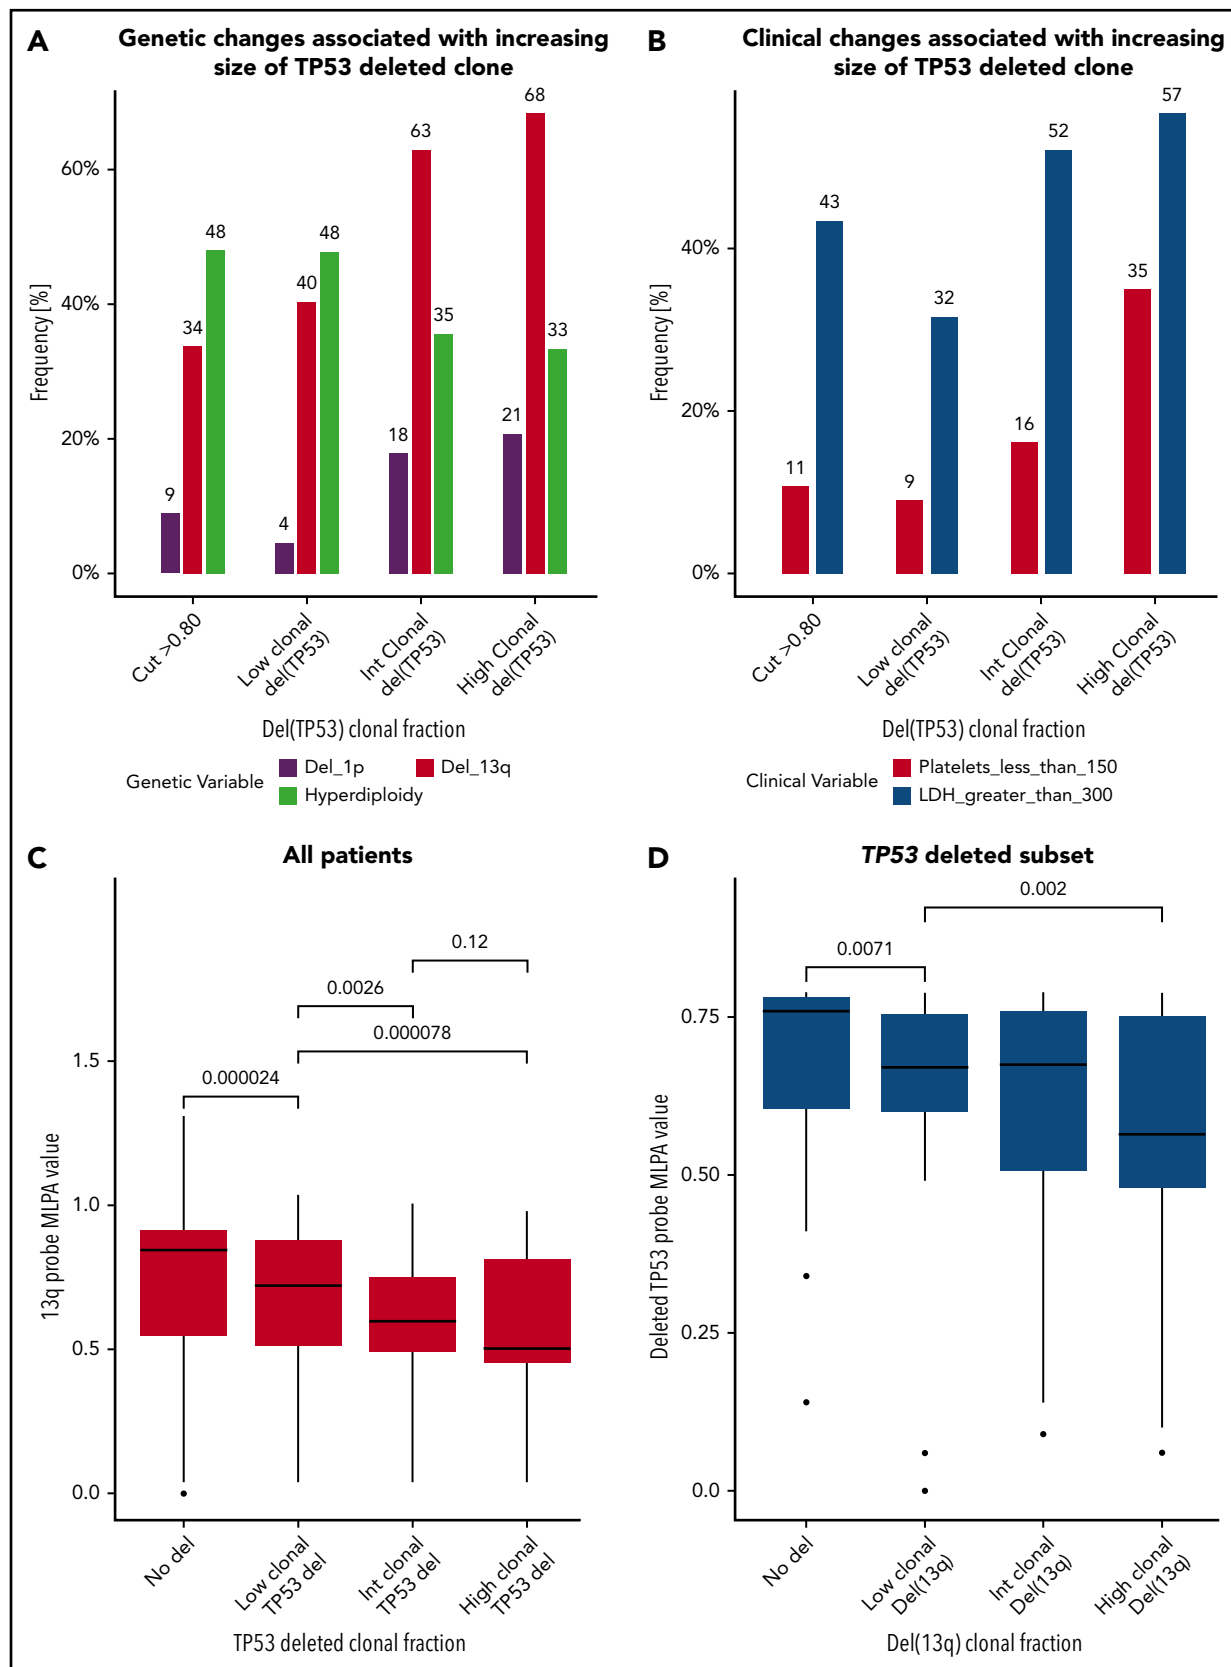 A
Genetic changes associated with increasing
size of TP53 deleted clone
Frequency [%]
60%
40%
20%
0%
9
34
48
4
40
48
18
63
35
21
68
33
Cut >0.80
Low clonal
del(TP53)
Int Clonal
del(TP53)
High Clonal
del(TP53)
Del(TP53) clonal fraction
Genetic Variable
Del_1p
Del_13q
Hyperdiploidy
B
Clinical changes associated with increasing
size of TP53 deleted clone
Frequency [%]
40%
20%
0%
11
43
9
32
16
52
35
57
Cut >0.80
Low clonal
del(TP53)
Int Clonal
del(TP53)
High Clonal
del(TP53)
Del(TP53) clonal fraction
Clinical Variable
Platelets_less_than_150
LDH_greater_than_300
C
All patients
13q probe MLPA value
1.5
1.0
0.5
0.0
0.12
0.0026
0.000078
0.000024
No del
Low clonal
TP53 del
Int clonal
TP53 del
High clonal
TP53 del
TP53 deleted clonal fraction
D
TP53 deleted subset
Deleted TP53 probe MLPA value
0.75
0.50
0.25
0.0
0.002
0.0071
No del
Low clonal
Del(13q)
Int clonal
Del(13q)
High clonal
Del(13q)
Del(13q) clonal fraction